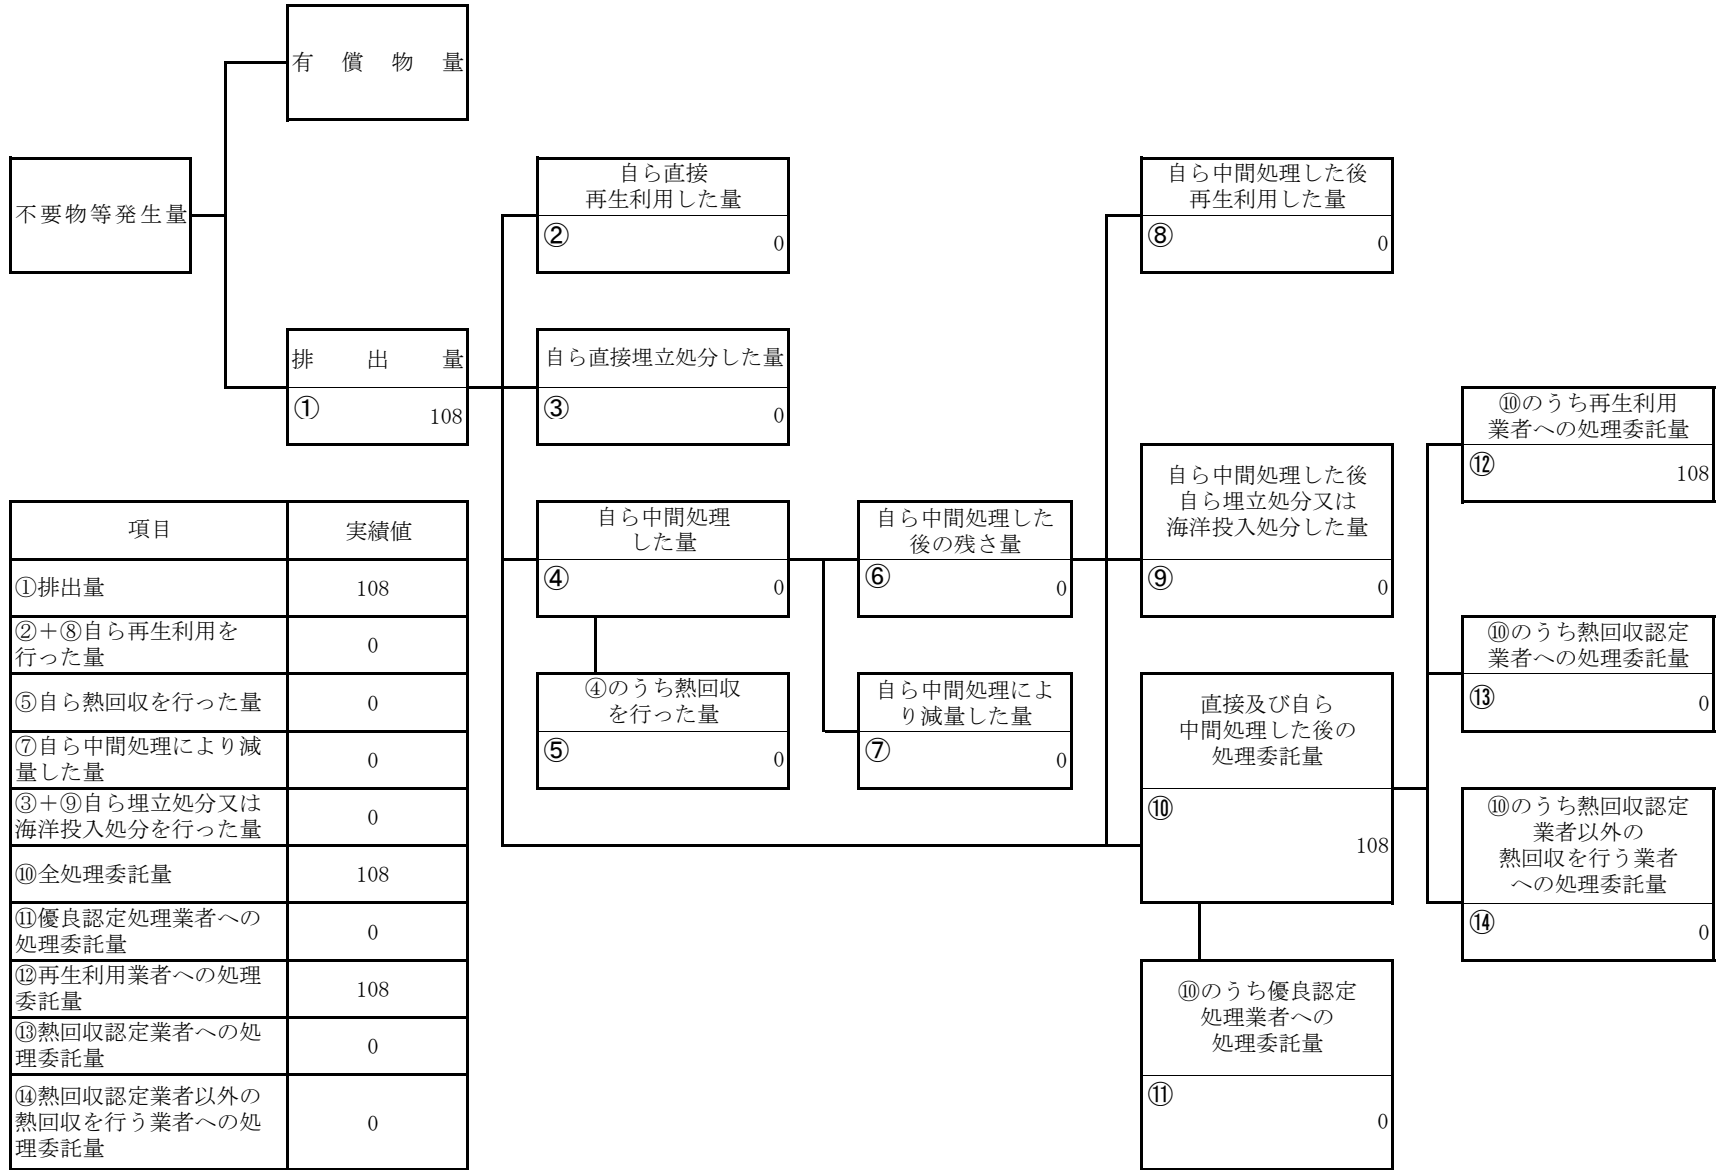 有償物量
不要物等発生量
排出量
①
108
自ら直接
再生利用した量
②
0
自ら直接埋立処分した量
③
0
自ら中間処理
した量
④
0
④のうち熱回収
を行った量
⑤
0
自ら中間処理した
後の残さ量
⑥
0
自ら中間処理によ
り減量した量
⑦
0
自ら中間処理した後
再生利用した量
⑧
0
自ら中間処理した後
自ら埋立処分又は
海洋投入処分した量
⑨
0
直接及び自ら
中間処理した後の
処理委託量
⑩
108
⑩のうち優良認定
処理業者への
処理委託量
⑪
0
⑩のうち再生利用
業者への処理委託量
⑫
108
⑩のうち熱回収認定
業者への処理委託量
⑬
0
⑩のうち熱回収認定
業者以外の
熱回収を行う業者
への処理委託量
⑭
0
項目 実績値
①排出量 108
②＋⑧自ら再生利用を
行った量
0
⑤自ら熱回収を行った量 0
⑦自ら中間処理により減
量した量
0
③＋⑨自ら埋立処分又は
海洋投入処分を行った量
0
⑩全処理委託量 108
⑪優良認定処理業者への
処理委託量
0
⑫再生利用業者への処理
委託量
108
⑬熱回収認定業者への処
理委託量
0
⑭熱回収認定業者以外の
熱回収を行う業者への処
理委託量
0